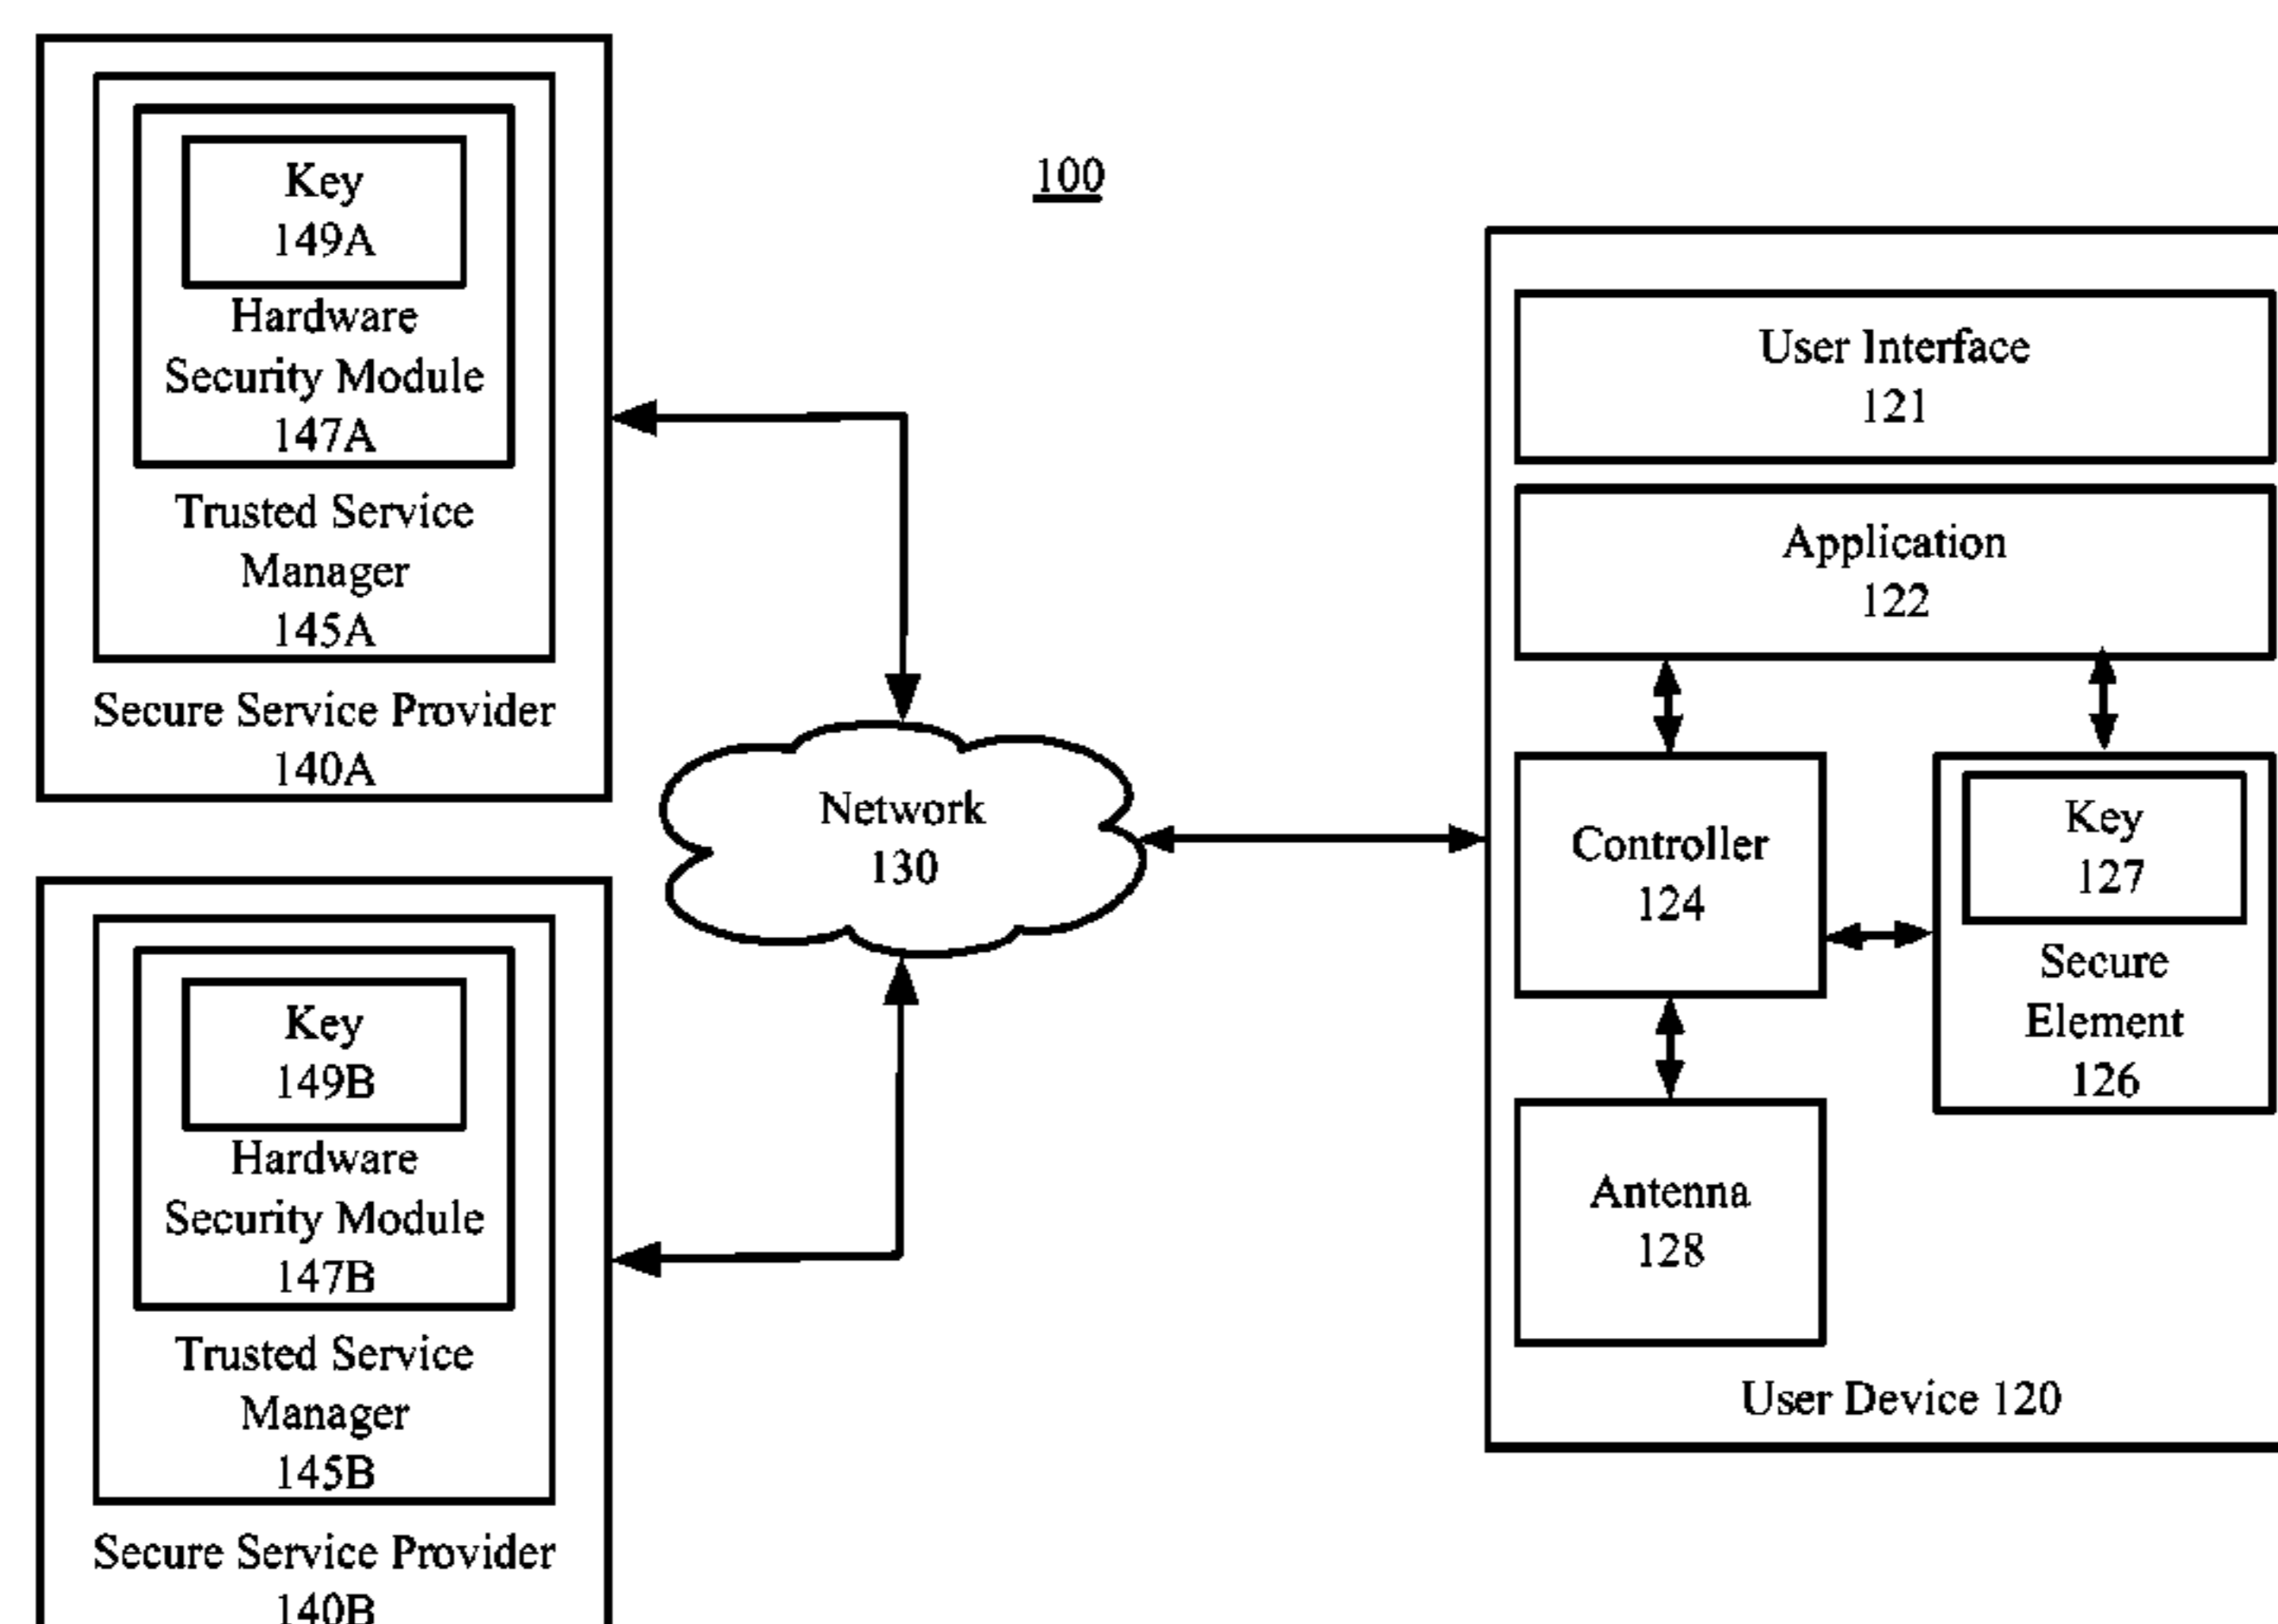 Key
149A
Hardware
Security Module
147A
Trusted Service
Manager
145A
Secure Service Provider
140A
Key
149B
Hardware
Security Module
147B
Trusted Service
Manager
145B
Secure Service Provider
140B
100
Network
130
User Interface
121
Application
122
Controller
124
Key
127
Secure
Element
126
Antenna
128
User Device 120